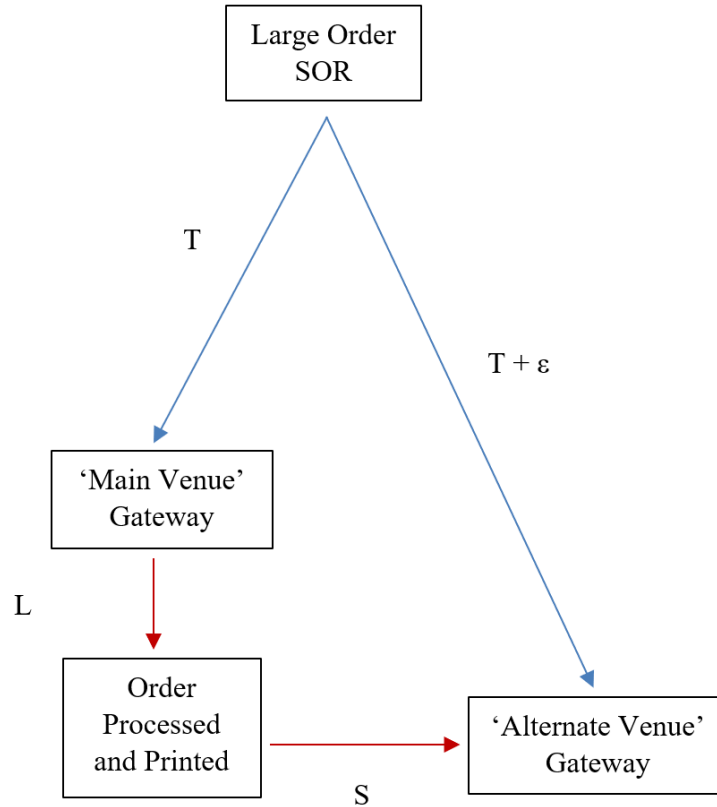 Large Order
SOR
T
T + ε
‘Main Venue’
Gateway
L
Order
Processed
and Printed
‘Alternate Venue’
Gateway
S